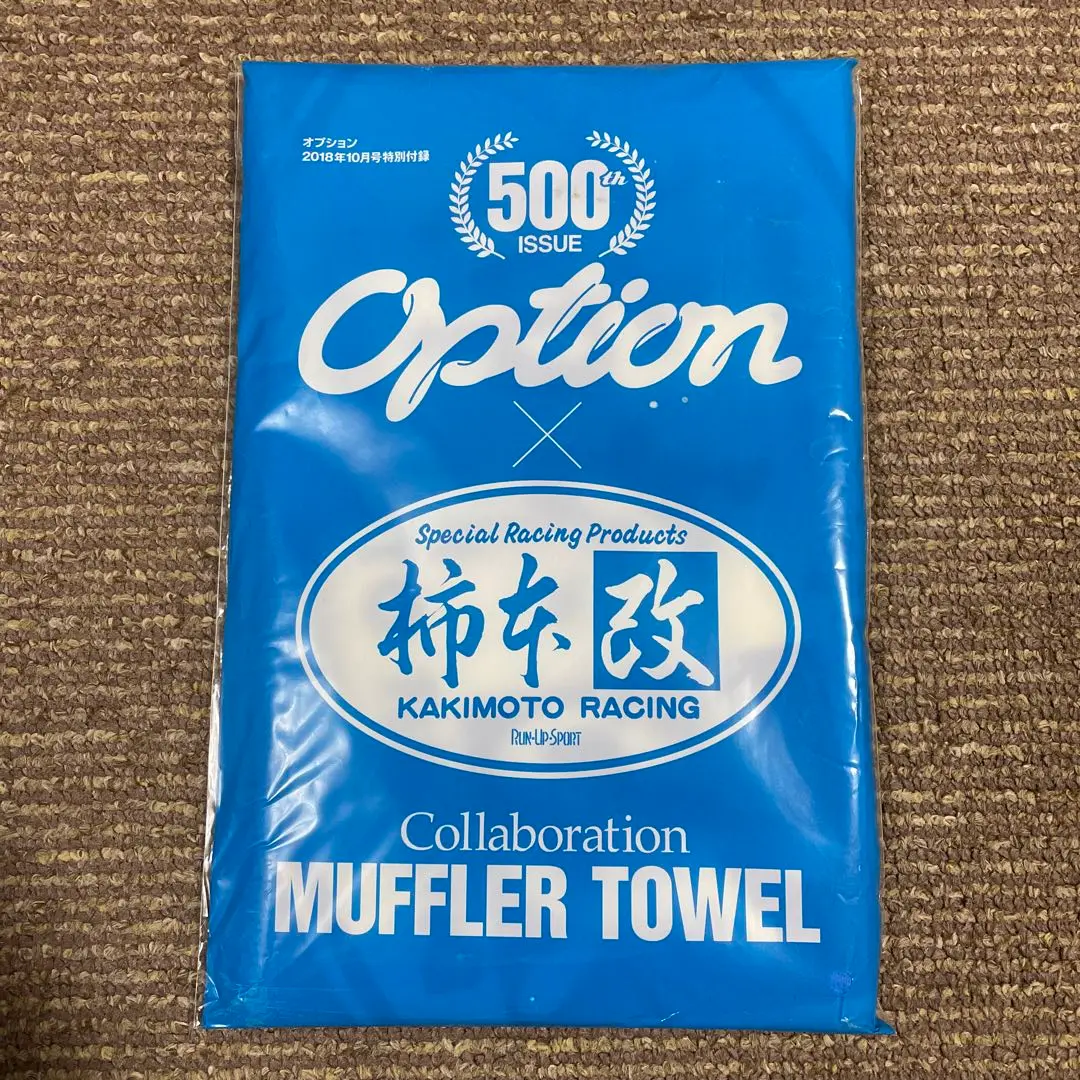 オプション
2018年10月号特別付録
500th
ISSUE
Option
×
Special Racing Products
柿本改
KAKIMOTO RACING
RUN・UP・SPORT
Collaboration
MUFFLER TOWEL